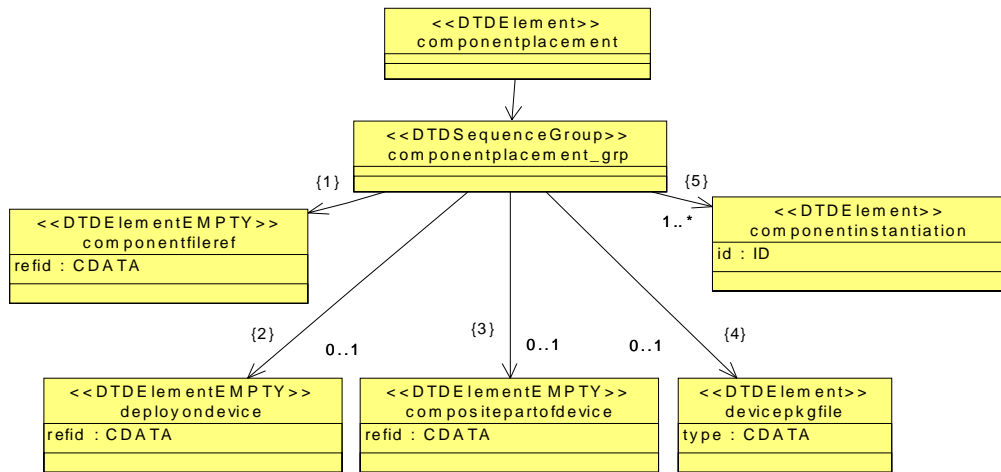 <<DTDElement>>
componentplacement
<<DTDSequenceGroup>>
componentplacement_grp
{1}
{5}
1..*
<<DTDElementEMPTY>>
componentfileref
refid : CDATA
<<DTDElement>>
componentinstantiation
id : ID
{2}
0..1
{3}
0..1
{4}
0..1
<<DTDElementEMPTY>>
deployondevice
refid : CDATA
<<DTDElementEMPTY>>
compositepartofdevice
refid : CDATA
<<DTDElement>>
devicepkgfile
type : CDATA